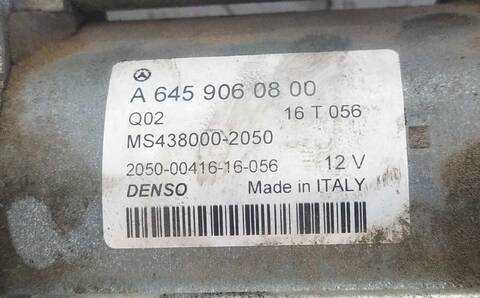 A 645 906 08 00
Q02 16 T 056
MS438000-2050
2050-00416-16-056 12 V
DENSO Made in ITALY